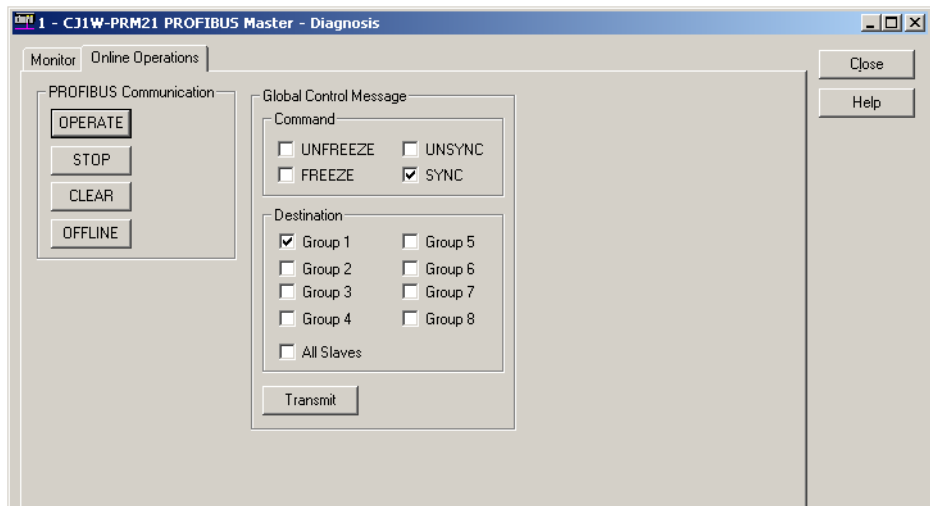 1 - CJ1W-PRM21 PROFIBUS Master - Diagnosis
Monitor
Online Operations
PROFIBUS Communication
OPERATE
STOP
CLEAR
OFFLINE
Global Control Message
Command
UNFREEZE
UNSYNC
FREEZE
SYNC
Destination
Group 1
Group 5
Group 2
Group 6
Group 3
Group 7
Group 4
Group 8
All Slaves
Transmit
Close
Help